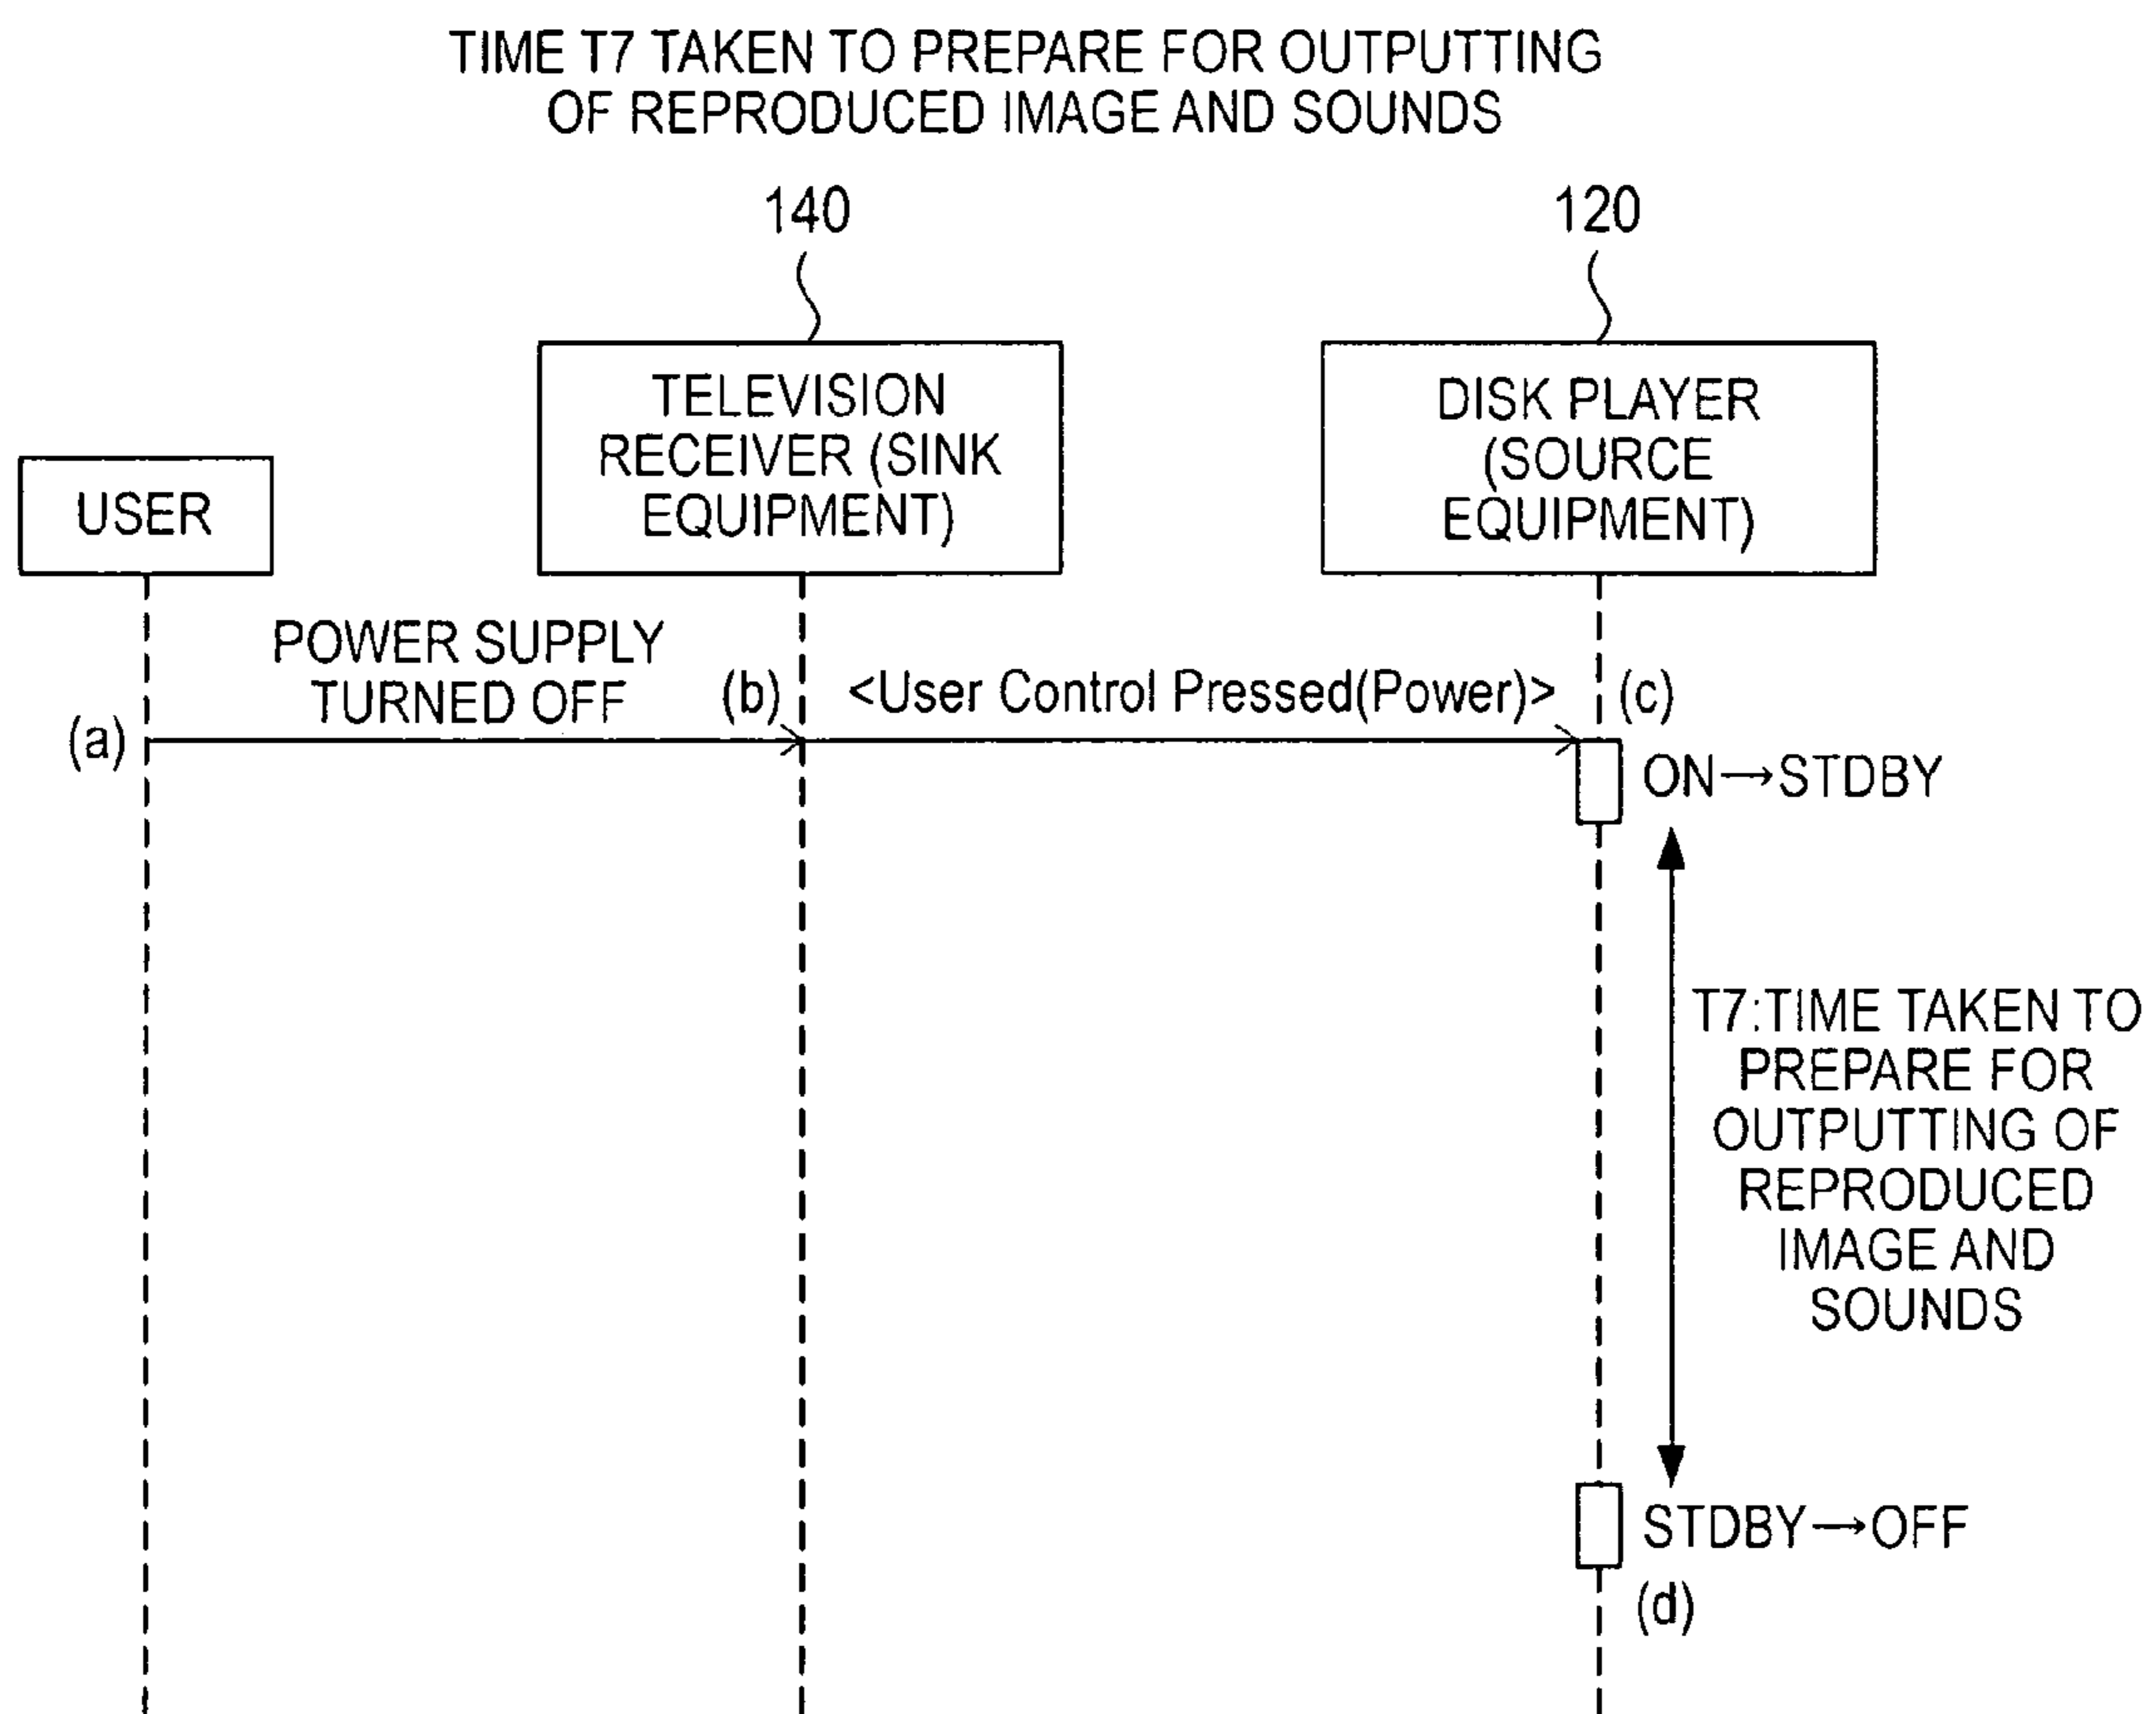 TIME T7 TAKEN TO PREPARE FOR OUTPUTTING
OF REPRODUCED IMAGE AND SOUNDS
140
120
TELEVISION
RECEIVER (SINK
EQUIPMENT)
DISK PLAYER
(SOURCE
EQUIPMENT)
USER
POWER SUPPLY
TURNED OFF
(a)
(b)
<User Control Pressed(Power)>
(c)
ON→STDBY
T7:TIME TAKEN TO
PREPARE FOR
OUTPUTTING OF
REPRODUCED
IMAGE AND
SOUNDS
STDBY→OFF
(d)